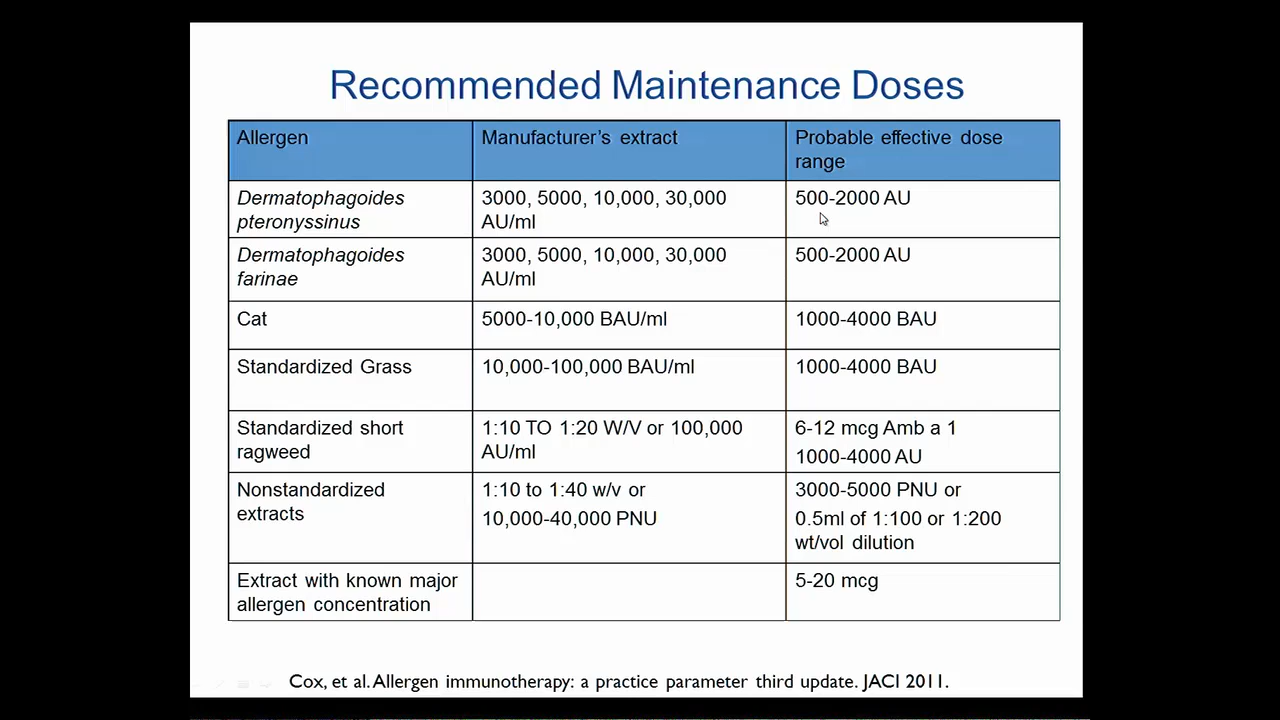 Recommended Maintenance Doses
Allergen
Manufacturer's extract
Probable effective dose
range
Dermatophagoides
pteronyssinus
3000, 5000, 10,000, 30,000
AU/ml
500-2000 AU
Dermatophagoides
farinae
3000, 5000, 10,000, 30,000
AU/ml
500-2000 AU
Cat
5000-10,000 BAU/ml
1000-4000 BAU
Standardized Grass
10,000-100,000 BAU/ml
1000-4000 BAU
Standardized short
ragweed
1:10 TO 1:20 W/V or 100,000
AU/ml
6-12 mcg Amb a 1
1000-4000 AU
Nonstandardized
extracts
1:10 to 1:40 w/v or
10,000-40,000 PNU
3000-5000 PNU or
0.5ml of 1:100 or 1:200
wt/vol dilution
Extract with known major
allergen concentration
5-20 mcg
Cox, et al. Allergen immunotherapy: a practice parameter third update. JACI 2011.